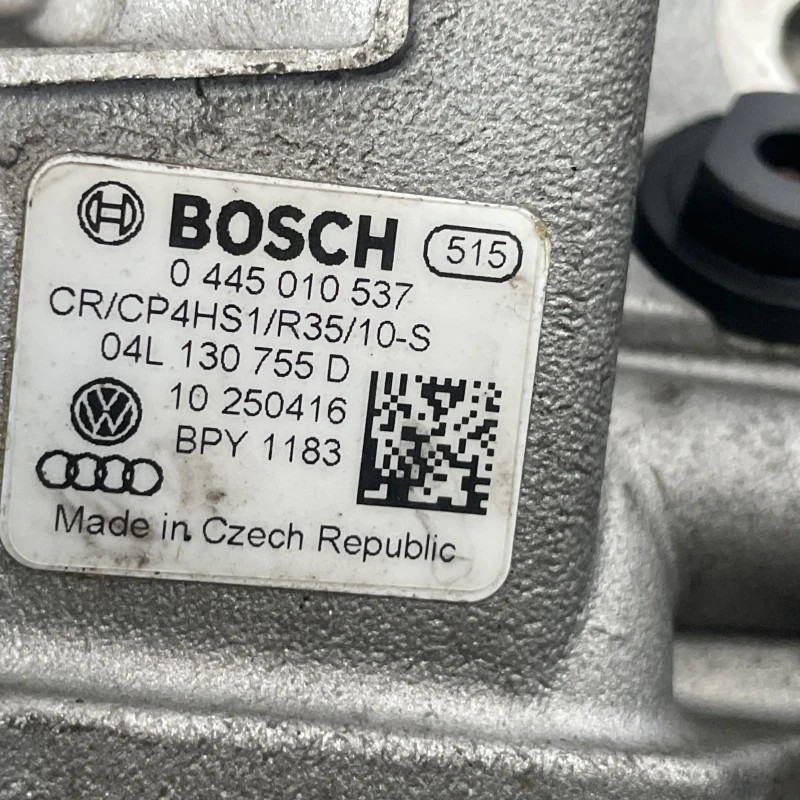 BOSCH 515
0 445 010 537
CR/CP4HS1/R35/10-S
04L 130 755 D
10 250416
BPY 1183
Made in Czech Republic